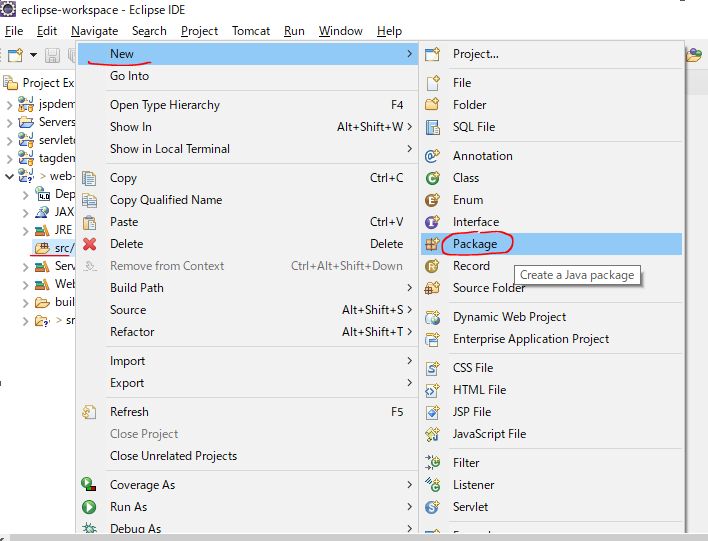 eclipse-workspace - Eclipse IDE
File Edit Navigate Search Project Tomcat Run Window Help
Project Ex
jspdem
Servers
servleto
tagdem
> web-
Dep
JAX
JRE
src/
Serv
Web
buil
> sr
New
Go Into
Open Type Hierarchy F4
Show In Alt+Shift+W >
Show in Local Terminal
Copy Ctrl+C
Copy Qualified Name
Paste Ctrl+V
Delete Delete
Remove from Context Ctrl+Alt+Shift+Down
Build Path
Source Alt+Shift+S >
Refactor Alt+Shift+T >
Import
Export
Refresh F5
Close Project
Close Unrelated Projects
Coverage As
Run As
Debug As
Project...
File
Folder
SQL File
Annotation
Class
Enum
Interface
Package
Record
Create a Java package
Source Folder
Dynamic Web Project
Enterprise Application Project
CSS File
HTML File
JSP File
JavaScript File
Filter
Listener
Servlet